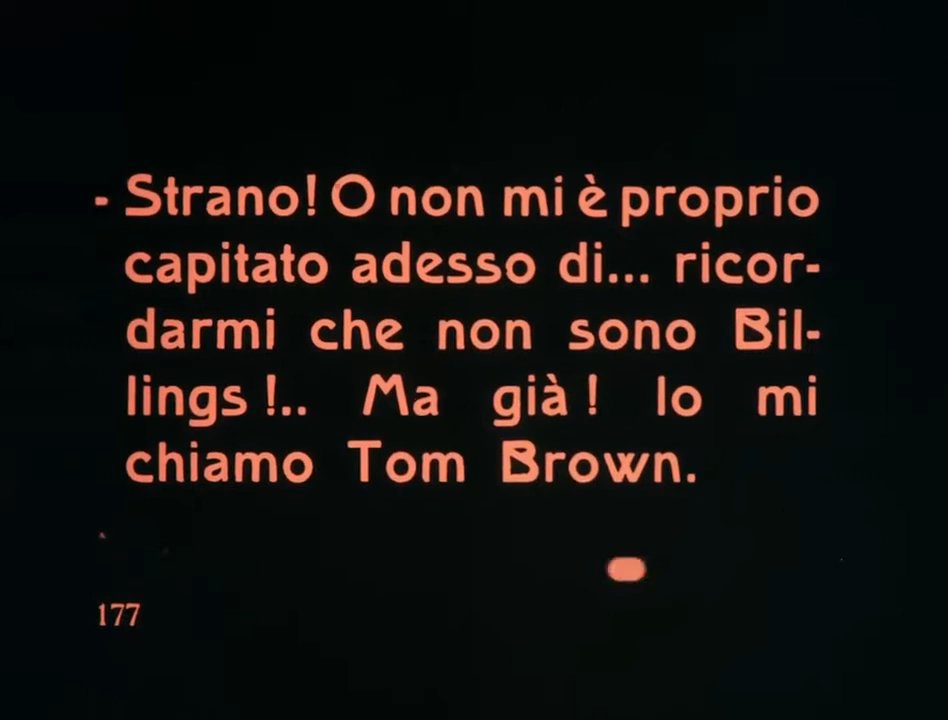 - Strano! O non mi è proprio
capitato adesso di... ricor-
darmi che non sono Bil-
lings!.. Ma già! Io mi
chiamo Tom Brown.
177